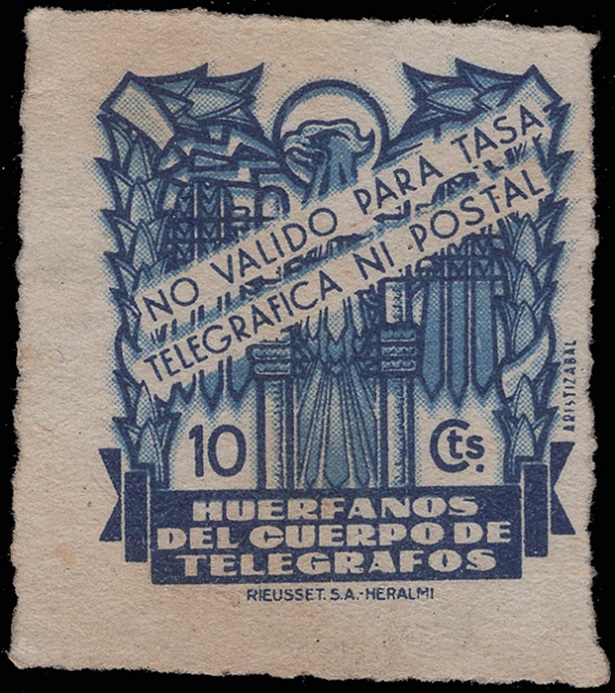 NO VALIDO PARA TASA
TELEGRAFICA NI POSTAL
10 Cts.
ARISTIZABAL
HUERFANOS
DEL CUERPO DE
TELEGRAFOS
RIEUSSET. S.A.-HERALMI